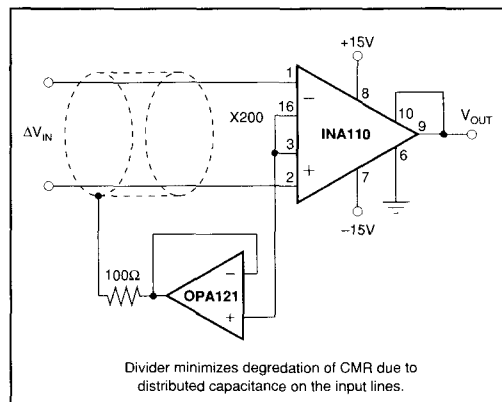 +15V
1
8
−
10
16
X200
V_OUT
ΔV_IN
INA110
9
3
+
6
2
7
−15V
100Ω
−
OPA121
+
Divider minimizes degredation of CMR due to
distributed capacitance on the input lines.